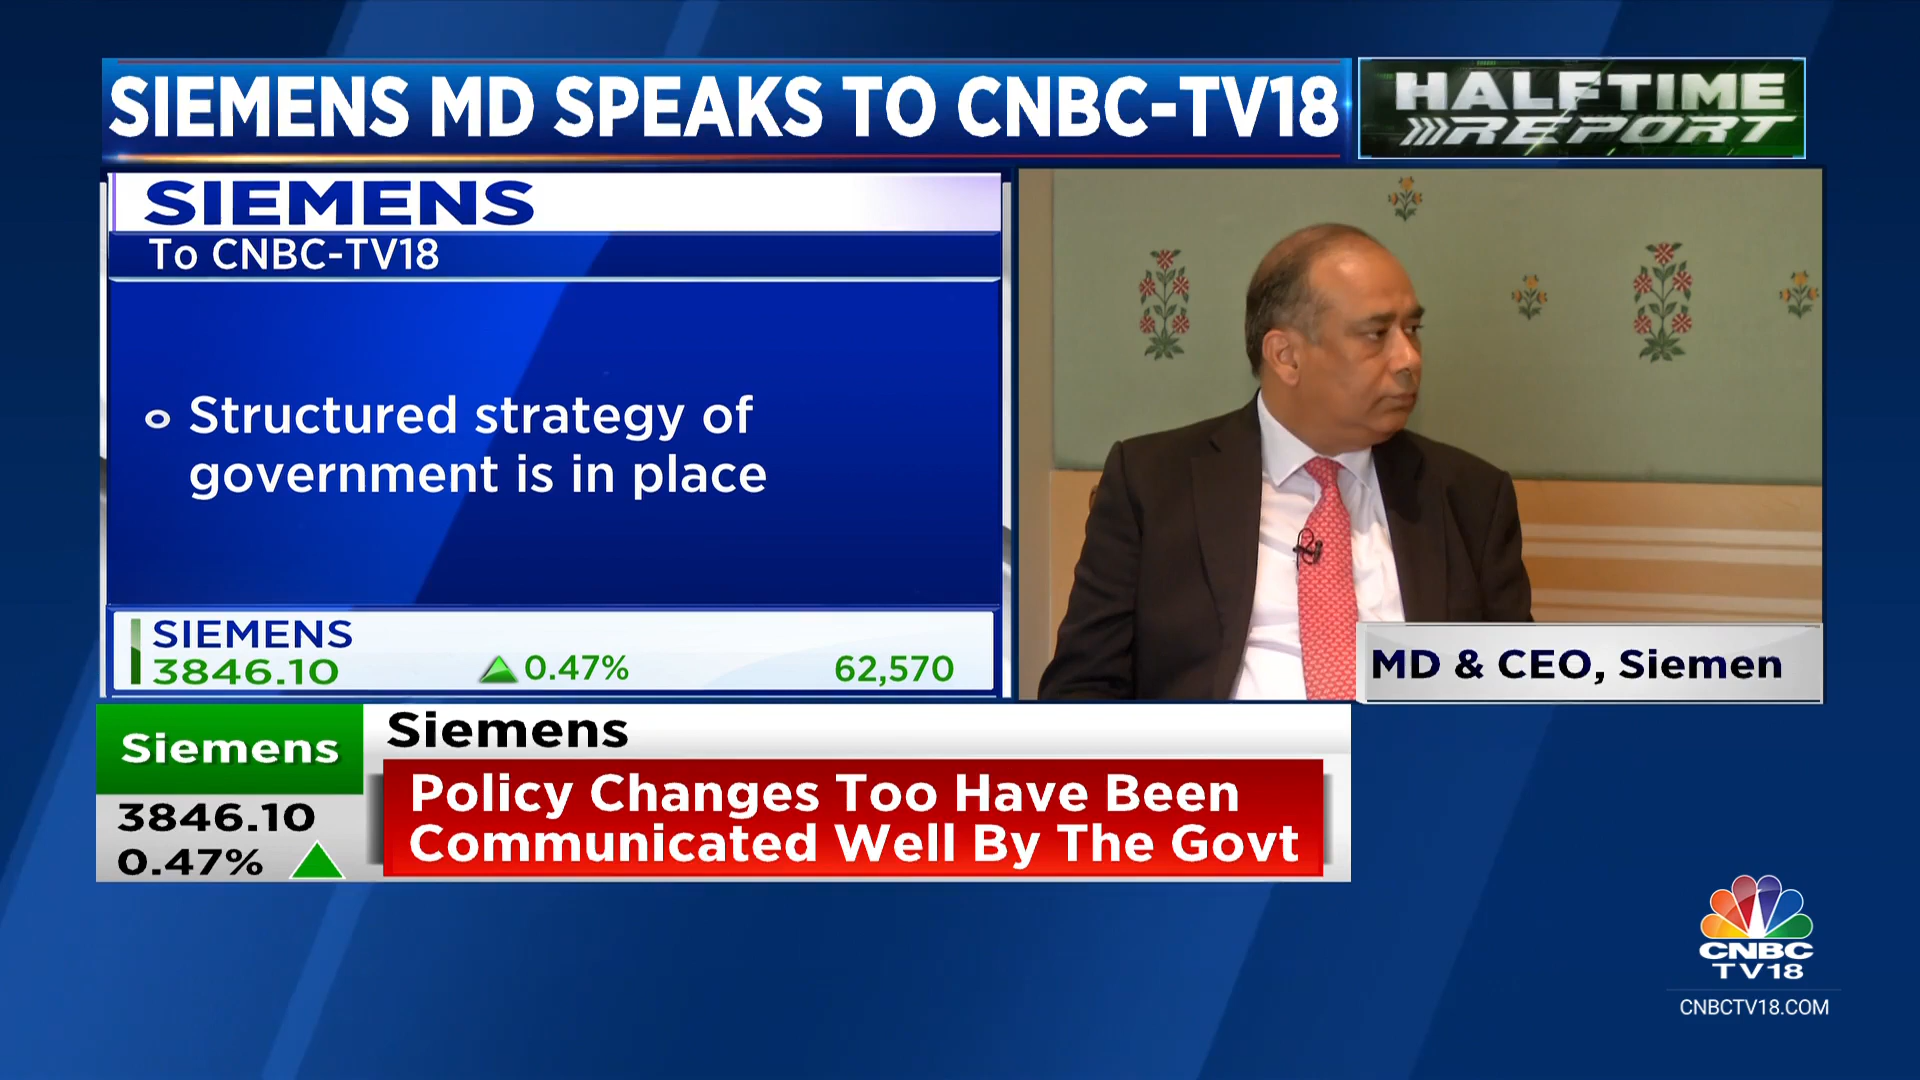 SIEMENS MD SPEAKS TO CNBC-TV18
HALFTIME
REPORT
SIEMENS
To CNBC-TV18
Structured strategy of
government is in place
SIEMENS
3846.10
0.47%
62,570
MD & CEO, Siemen
Siemens
3846.10
0.47%
Siemens
Policy Changes Too Have Been
Communicated Well By The Govt
CNBC
TV18
CNBCTV18.COM